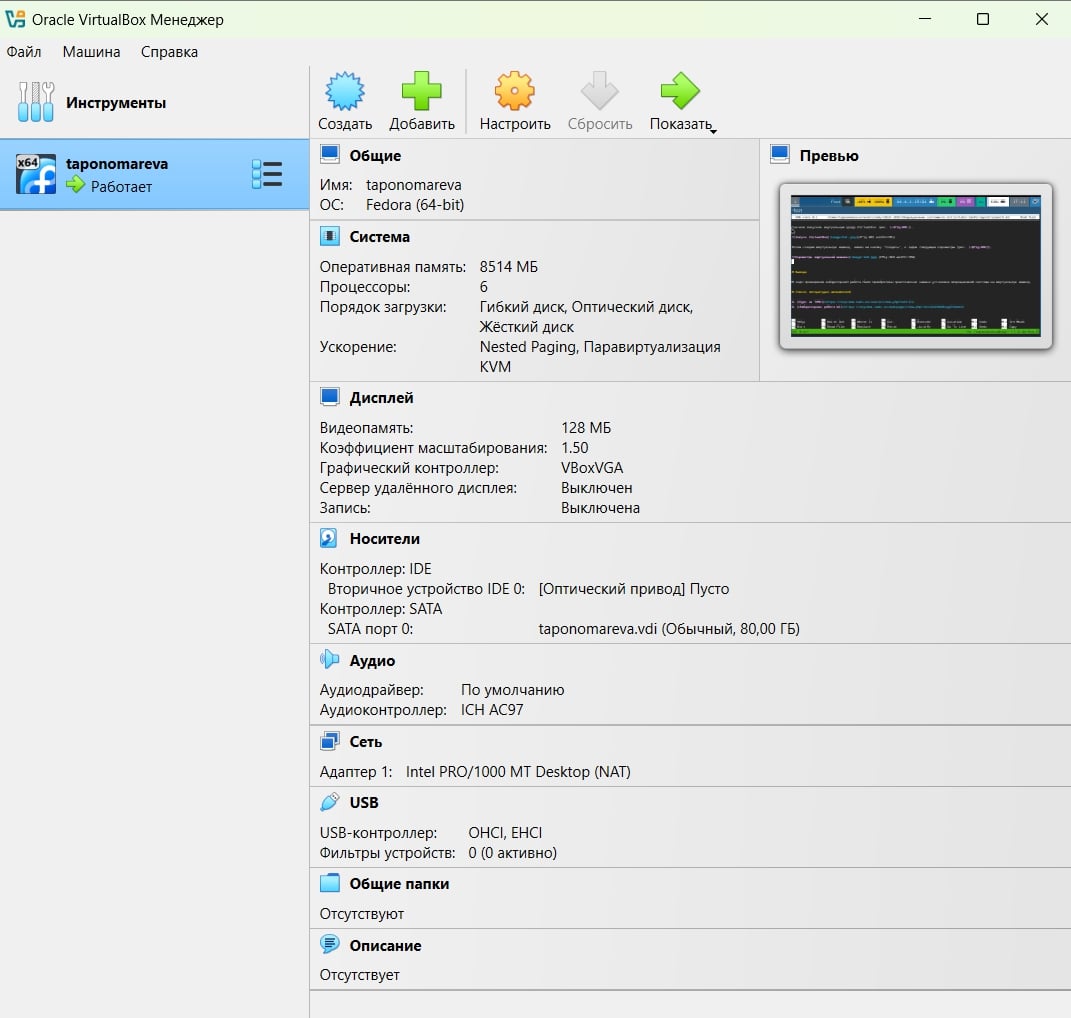 Oracle VirtualBox Менеджер
Файл Машина Справка
Инструменты
Создать Добавить Настроить Сбросить Показать
x64
taponomareva
Работает
Общие
Имя: taponomareva
ОС: Fedora (64-bit)
Превью
Система
Оперативная память: 8514 МБ
Процессоры: 6
Порядок загрузки: Гибкий диск, Оптический диск,
Жёсткий диск
Ускорение: Nested Paging, Паравиртуализация
KVM
Дисплей
Видеопамять: 128 МБ
Коэффициент масштабирования: 1.50
Графический контроллер: VBoxVGA
Сервер удалённого дисплея: Выключен
Запись: Выключена
Носители
Контроллер: IDE
Вторичное устройство IDE 0: [Оптический привод] Пусто
Контроллер: SATA
SATA порт 0: taponomareva.vdi (Обычный, 80,00 ГБ)
Аудио
Аудиодрайвер: По умолчанию
Аудиоконтроллер: ICH AC97
Сеть
Адаптер 1: Intel PRO/1000 MT Desktop (NAT)
USB
USB-контроллер: OHCI, EHCI
Фильтры устройств: 0 (0 активно)
Общие папки
Отсутствуют
Описание
Отсутствует